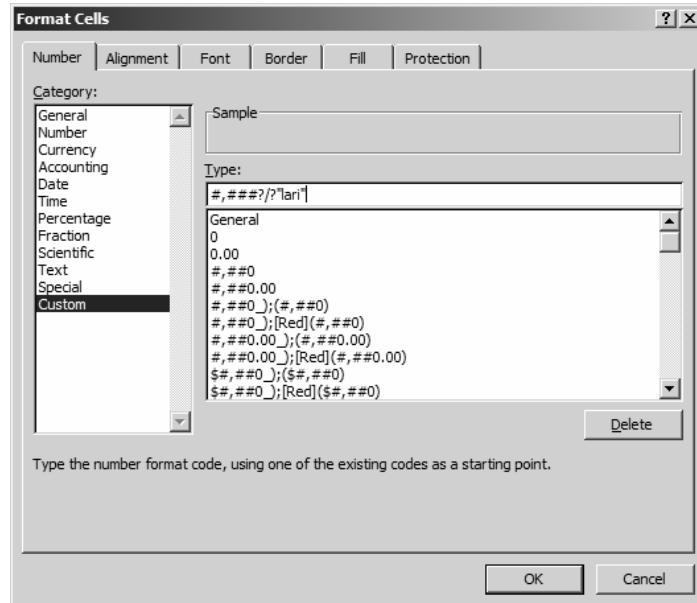 Format Cells
Number Alignment Font Border Fill Protection
Category:
General
Number
Currency
Accounting
Date
Time
Percentage
Fraction
Scientific
Text
Special
Custom
Sample
Type:
#,###?/?"lari"
General
0
0.00
#,##0
#,##0.00
#,##0_);(#,##0)
#,##0_);[Red](#,##0)
#,##0.00_);(#,##0.00)
#,##0.00_);[Red](#,##0.00)
$#,##0_);($#,##0)
$#,##0_);[Red]($#,##0)
Delete
Type the number format code, using one of the existing codes as a starting point.
OK Cancel